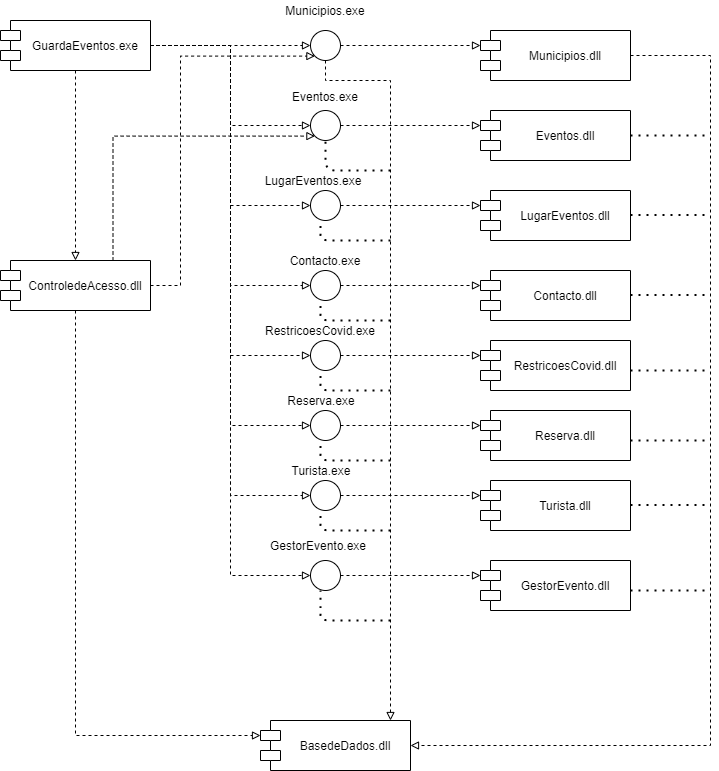 Municipios.exe
GuardaEventos.exe
Municipios.dll
Eventos.exe
Eventos.dll
LugarEventos.exe
LugarEventos.dll
Contacto.exe
ControledeAcesso.dll
Contacto.dll
RestricoesCovid.exe
RestricoesCovid.dll
Reserva.exe
Reserva.dll
Turista.exe
Turista.dll
GestorEvento.exe
GestorEvento.dll
BasedeDados.dll